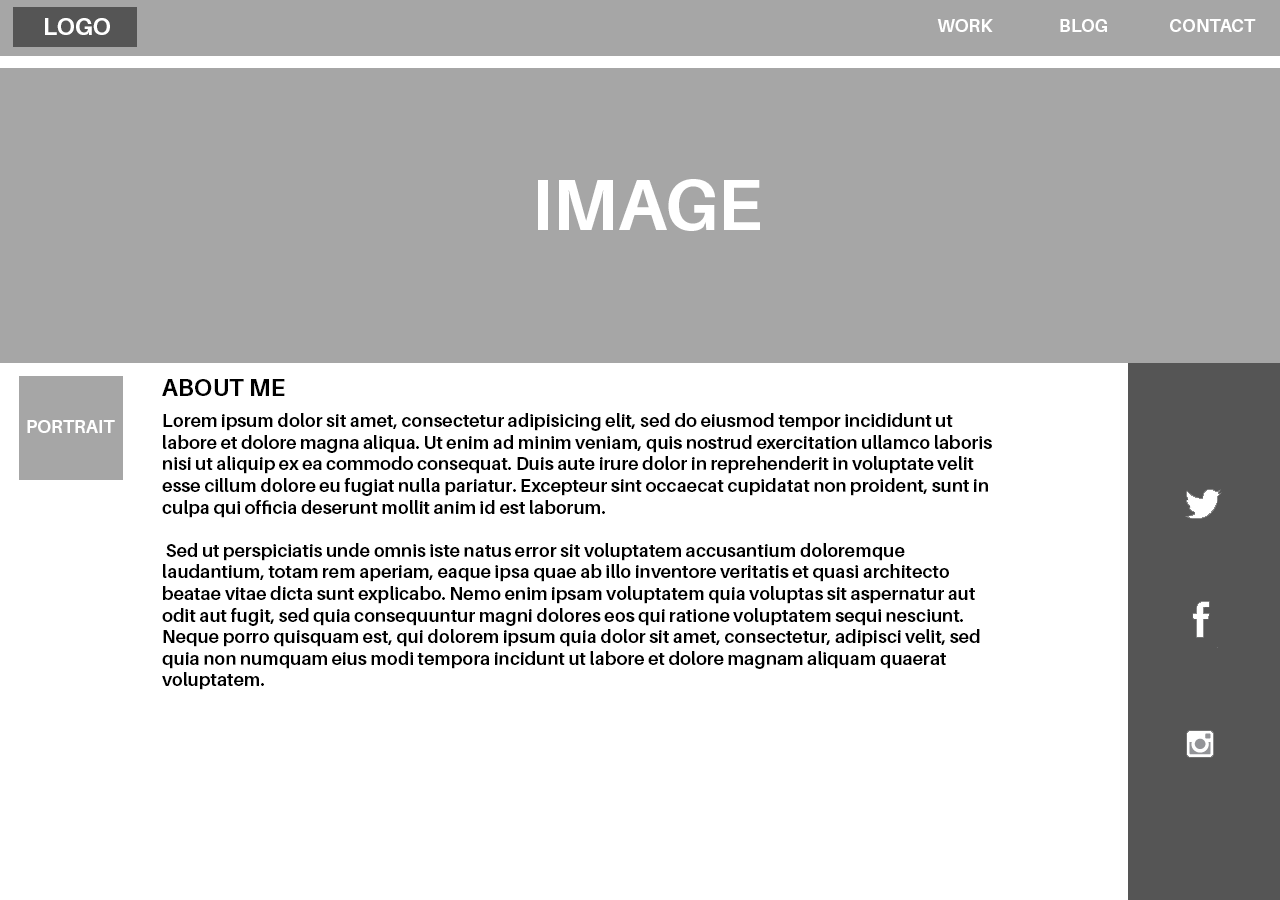 LOGO
WORK BLOG CONTACT
IMAGE
PORTRAIT
ABOUT ME
Lorem ipsum dolor sit amet, consectetur adipisicing elit, sed do eiusmod tempor incididunt ut
labore et dolore magna aliqua. Ut enim ad minim veniam, quis nostrud exercitation ullamco laboris
nisi ut aliquip ex ea commodo consequat. Duis aute irure dolor in reprehenderit in voluptate velit
esse cillum dolore eu fugiat nulla pariatur. Excepteur sint occaecat cupidatat non proident, sunt in
culpa qui officia deserunt mollit anim id est laborum.
Sed ut perspiciatis unde omnis iste natus error sit voluptatem accusantium doloremque
laudantium, totam rem aperiam, eaque ipsa quae ab illo inventore veritatis et quasi architecto
beatae vitae dicta sunt explicabo. Nemo enim ipsam voluptatem quia voluptas sit aspernatur aut
odit aut fugit, sed quia consequuntur magni dolores eos qui ratione voluptatem sequi nesciunt.
Neque porro quisquam est, qui dolorem ipsum quia dolor sit amet, consectetur, adipisci velit, sed
quia non numquam eius modi tempora incidunt ut labore et dolore magnam aliquam quaerat
voluptatem.